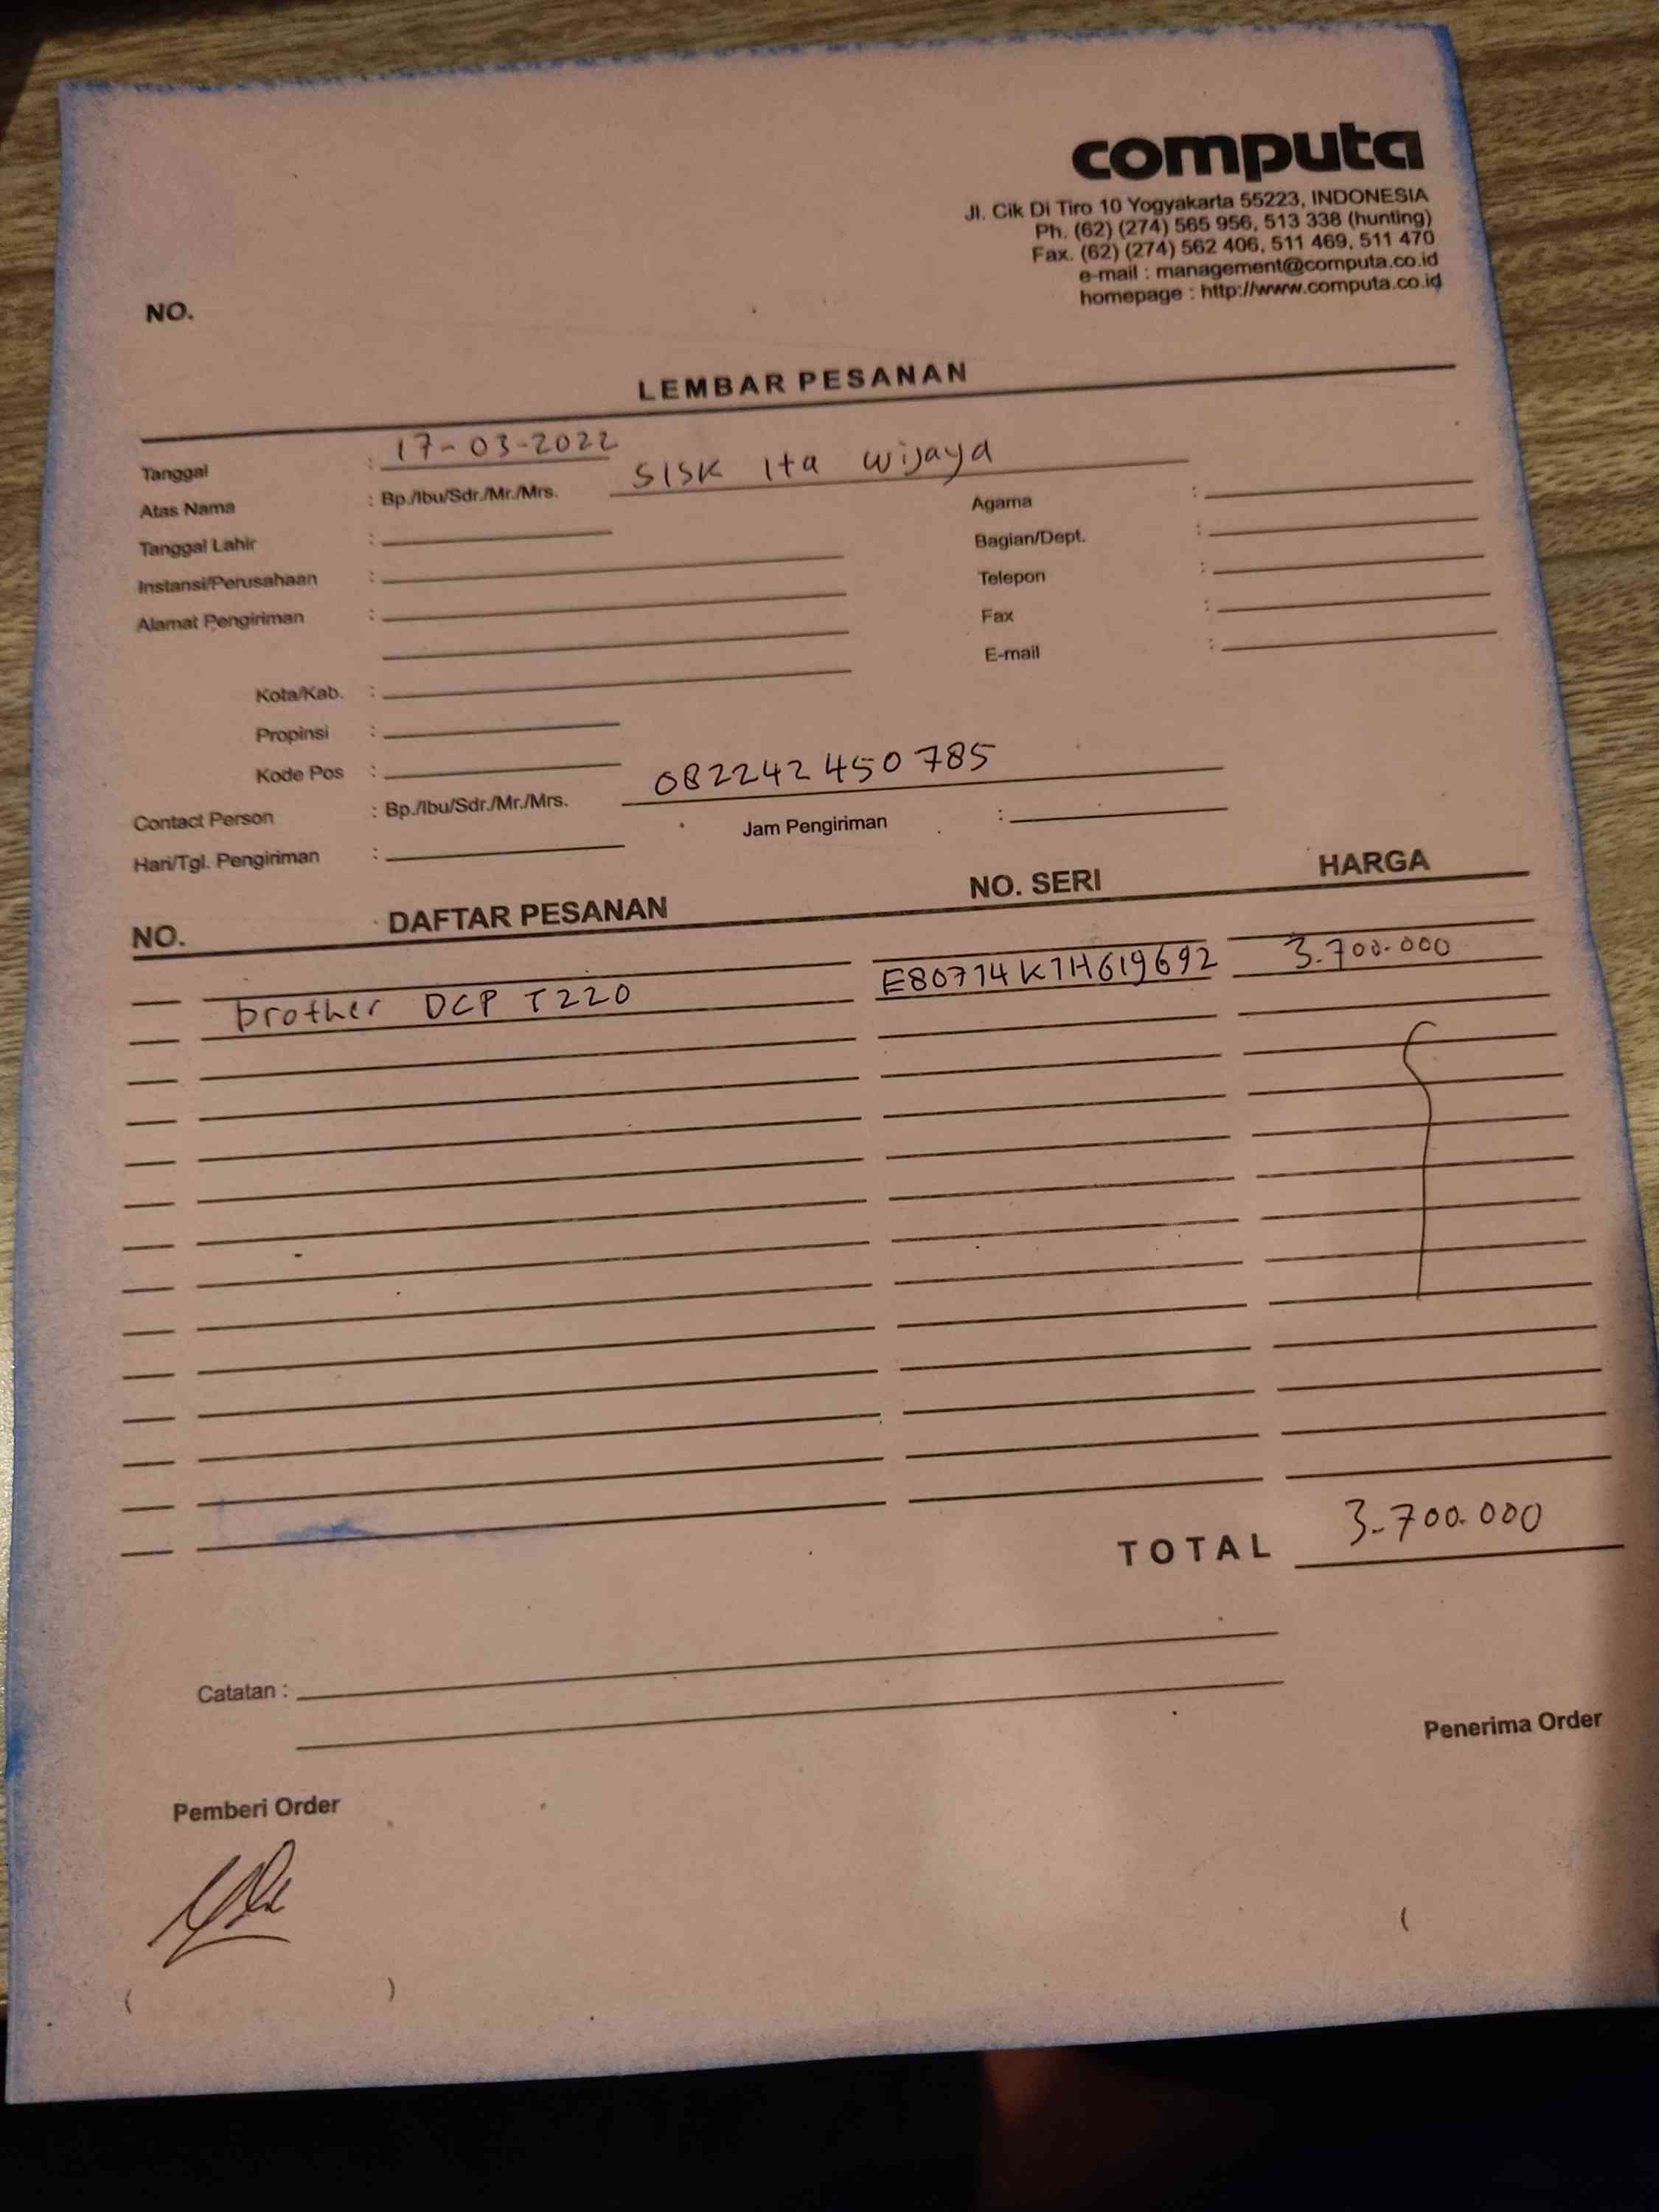 computa
Jl. Cik Di Tiro 10 Yogyakarta 55223, INDONESIA
Ph. (62) (274) 565 956, 513 338 (hunting)
Fax. (62) (274) 562 406, 511 469, 511 470
e-mail : management@computa.co.id
homepage : http://www.computa.co.id
NO.
LEMBAR PESANAN
Tanggal : 17-03-2022
Atas Nama : Bp./Ibu/Sdr./Mr./Mrs. SISK Ita Wijaya
Tanggal Lahir :
Agama :
Instansi/Perusahaan :
Bagian/Dept. :
Alamat Pengiriman :
Telepon :
Fax :
E-mail :
Kota/Kab. :
Propinsi :
Kode Pos :
Contact Person : Bp./Ibu/Sdr./Mr./Mrs. 082242450785
Hari/Tgl. Pengiriman :
Jam Pengiriman :
NO. DAFTAR PESANAN NO. SERI HARGA
brother DCP T220 E80714K1H619692 3.700.000
TOTAL 3.700.000
Catatan :
Pemberi Order
Penerima Order
( )
(